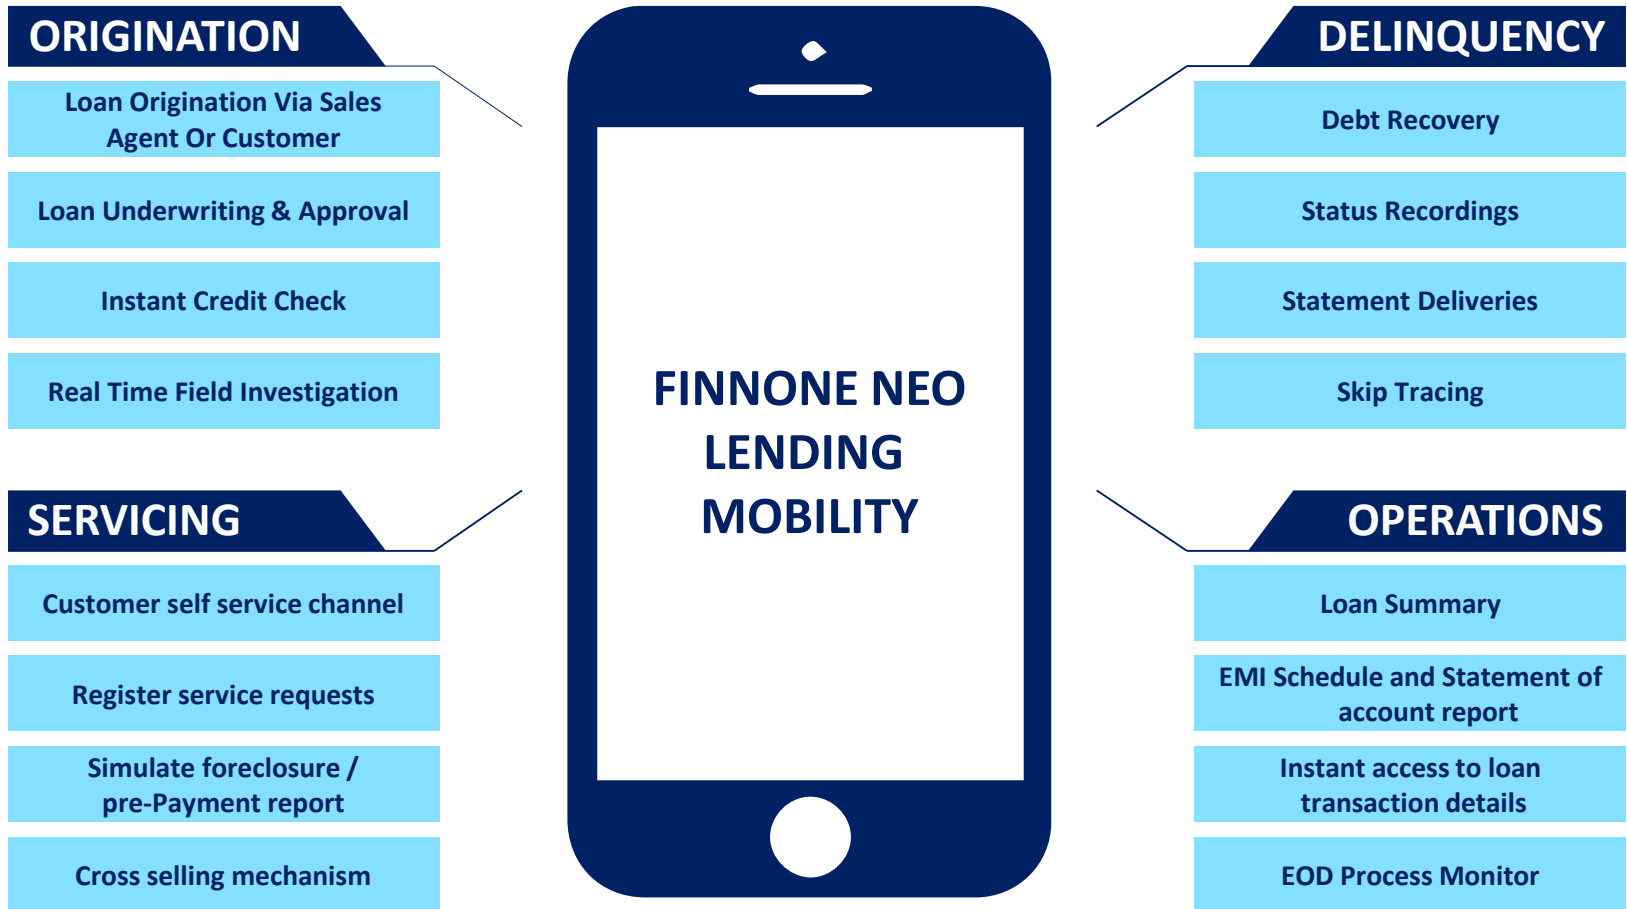 ORIGINATION
Loan Origination Via Sales
Agent Or Customer
Loan Underwriting & Approval
Instant Credit Check
Real Time Field Investigation
SERVICING
Customer self service channel
Register service requests
Simulate foreclosure /
pre-Payment report
Cross selling mechanism
FINNONE NEO
LENDING
MOBILITY
DELINQUENCY
Debt Recovery
Status Recordings
Statement Deliveries
Skip Tracing
OPERATIONS
Loan Summary
EMI Schedule and Statement of
account report
Instant access to loan
transaction details
EOD Process Monitor